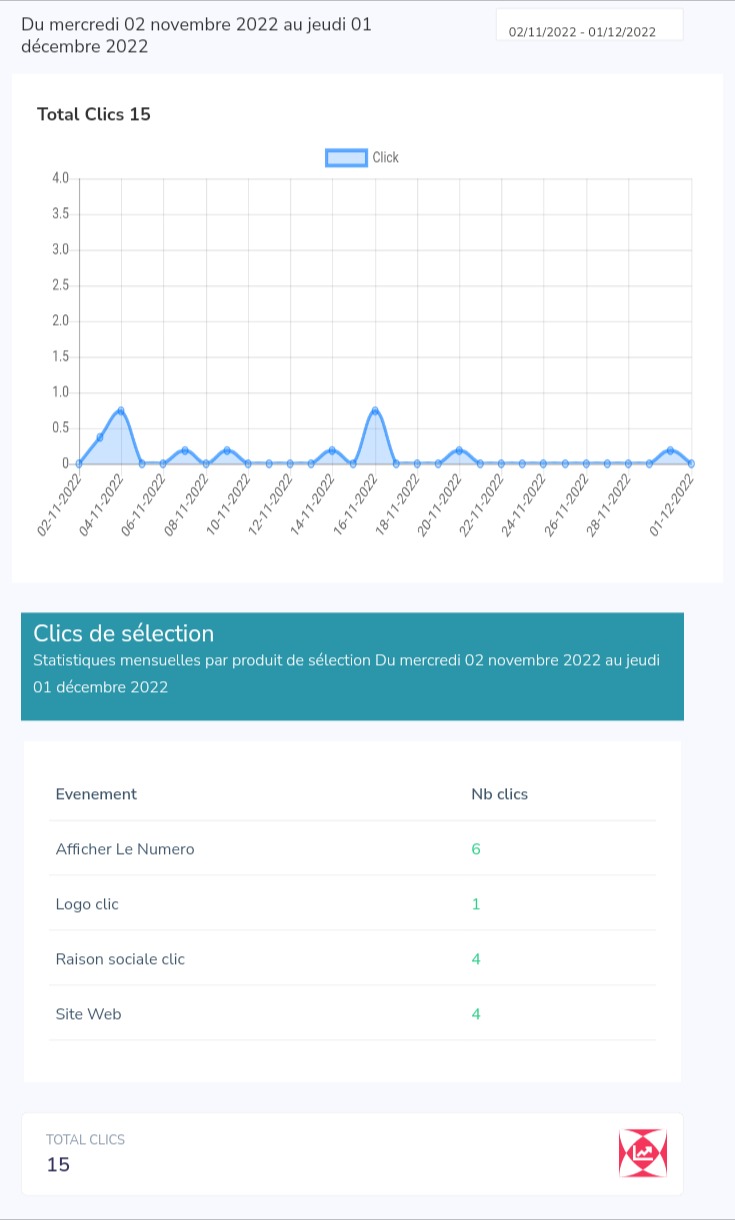 Du mercredi 02 novembre 2022 au jeudi 01
décembre 2022
02/11/2022 - 01/12/2022
Total Clics 15
Click
4.0
3.5
3.0
2.5
2.0
1.5
1.0
0.5
0
02-11-2022
04-11-2022
06-11-2022
08-11-2022
10-11-2022
12-11-2022
14-11-2022
16-11-2022
18-11-2022
20-11-2022
22-11-2022
24-11-2022
26-11-2022
28-11-2022
01-12-2022
Clics de sélection
Statistiques mensuelles par produit de sélection Du mercredi 02 novembre 2022 au jeudi
01 décembre 2022
Evenement Nb clics
Afficher Le Numero 6
Logo clic 1
Raison sociale clic 4
Site Web 4
TOTAL CLICS
15